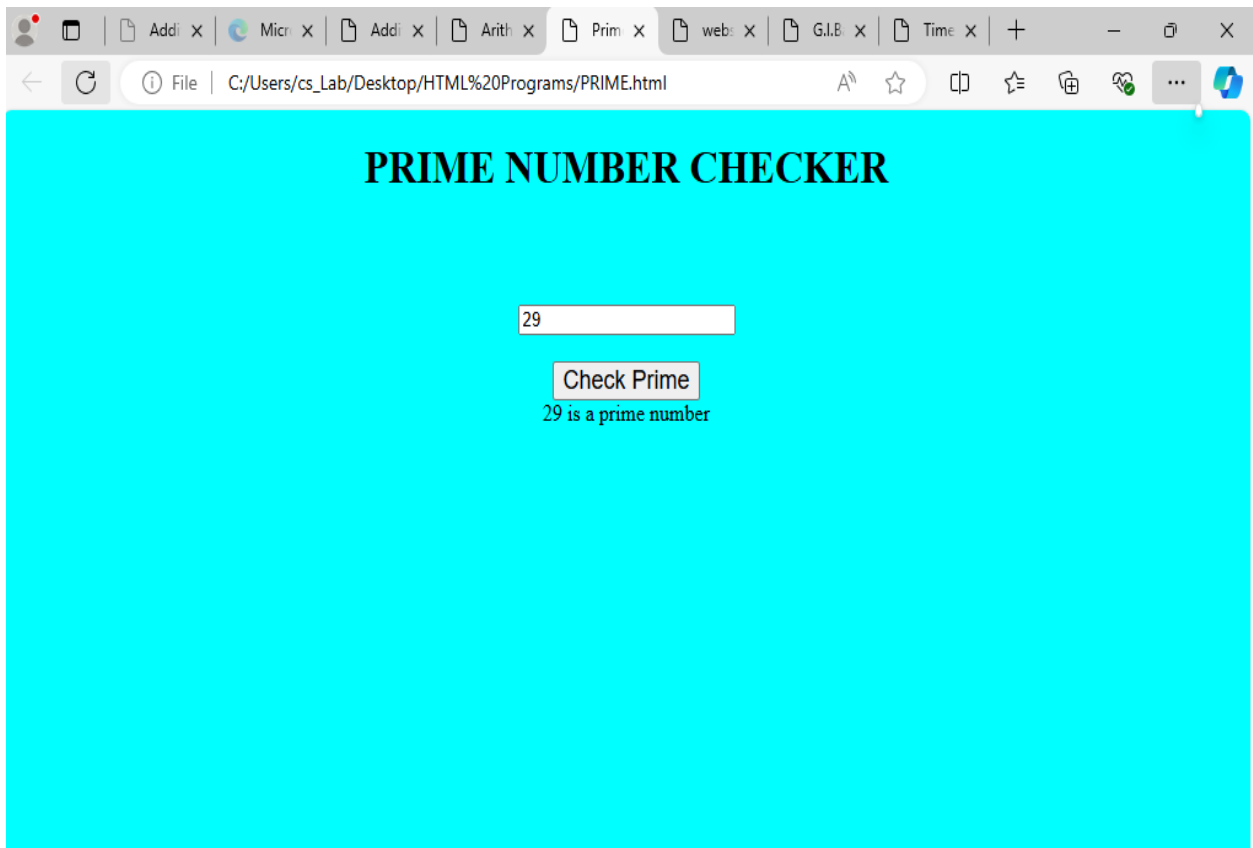 Addi
Micr
Addi
Arith
Prim
web
G.I.B
Time
File
C:/Users/cs_Lab/Desktop/HTML%20Programs/PRIME.html
PRIME NUMBER CHECKER
29
Check Prime
29 is a prime number